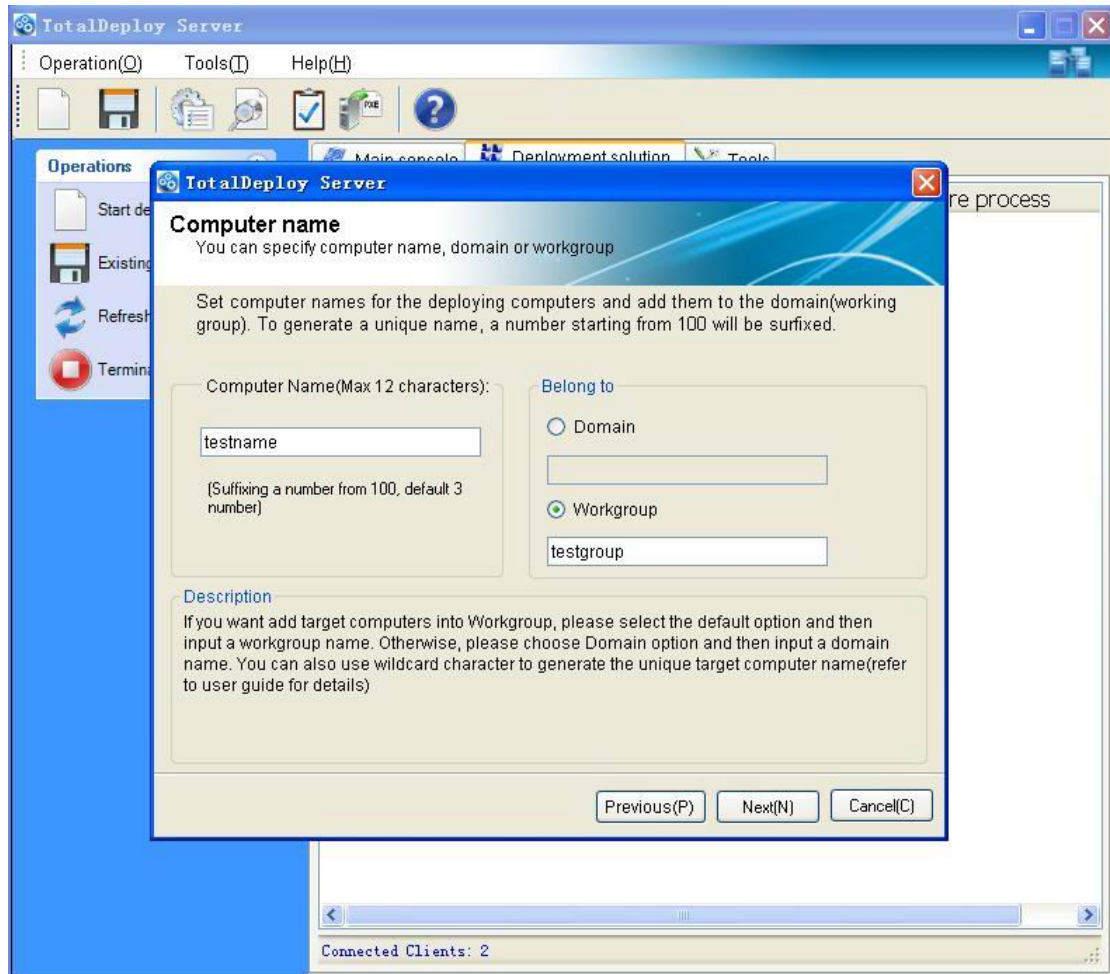 TotalDeploy Server
Operation(O) Tools(T) Help(H)
PXE
Operations
Main console Deployment solution Tools
Start de
Existing
Refresh
Termina
re process
TotalDeploy Server
Computer name
You can specify computer name, domain or workgroup
Set computer names for the deploying computers and add them to the domain(working
group). To generate a unique name, a number starting from 100 will be surfixed.
Computer Name(Max 12 characters):
testname
(Suffixing a number from 100, default 3
number)
Belong to
Domain
Workgroup
testgroup
Description
If you want add target computers into Workgroup, please select the default option and then
input a workgroup name. Otherwise, please choose Domain option and then input a domain
name. You can also use wildcard character to generate the unique target computer name(refer
to user guide for details)
Previous(P) Next(N) Cancel(C)
Connected Clients: 2